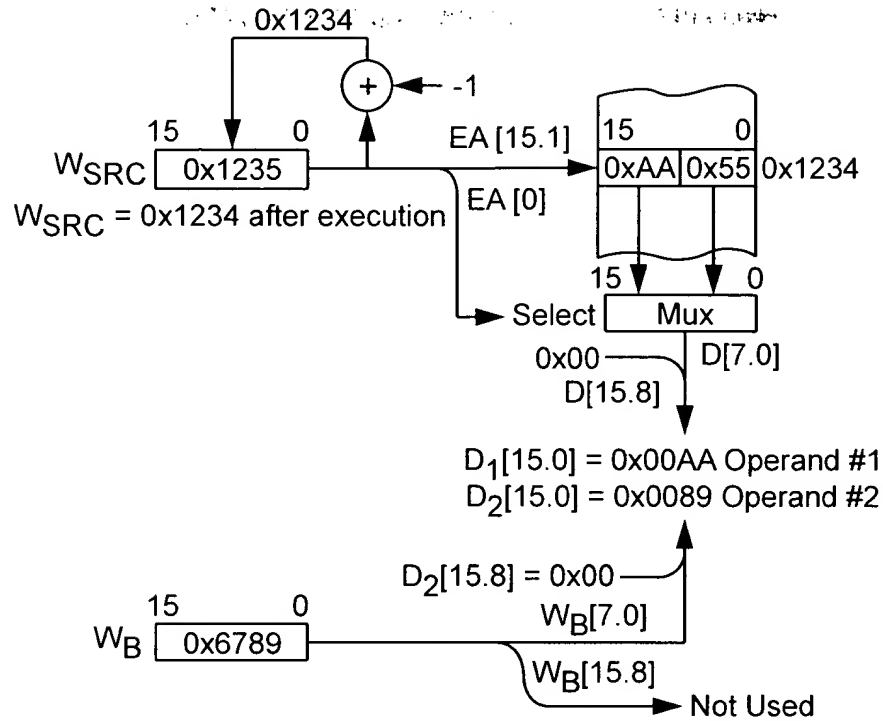 0x1234
+
-1
15 0
W_SRC 0x1235
EA [15.1]
EA [0]
15 0
0xAA 0x55 0x1234
W_SRC = 0x1234 after execution
15 0
Select Mux
0x00
D[7.0]
D[15.8]
D_1[15.0] = 0x00AA Operand #1
D_2[15.0] = 0x0089 Operand #2
D_2[15.8] = 0x00
15 0
W_B 0x6789
W_B[7.0]
W_B[15.8]
Not Used